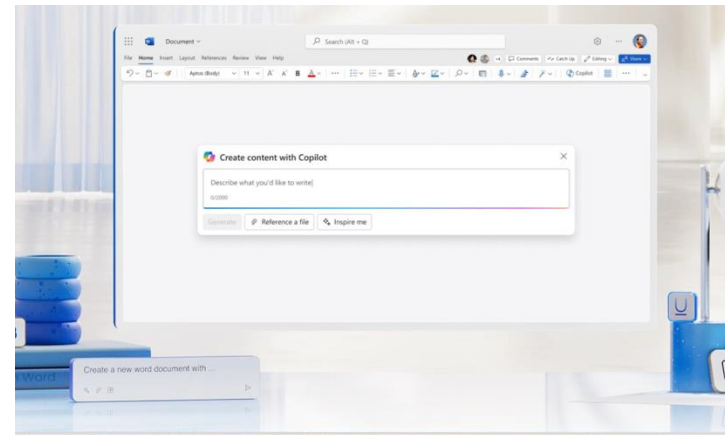 Document
Search (Alt + Q)
File Home Insert Layout References Review View Help
+4 Comments Catch Up Editing Share
Aptos (Body) 11 A A B A Copilot
Create content with Copilot
Describe what you'd like to write
0/2000
Generate Reference a file Inspire me
U
Create a new word document with ...
Word